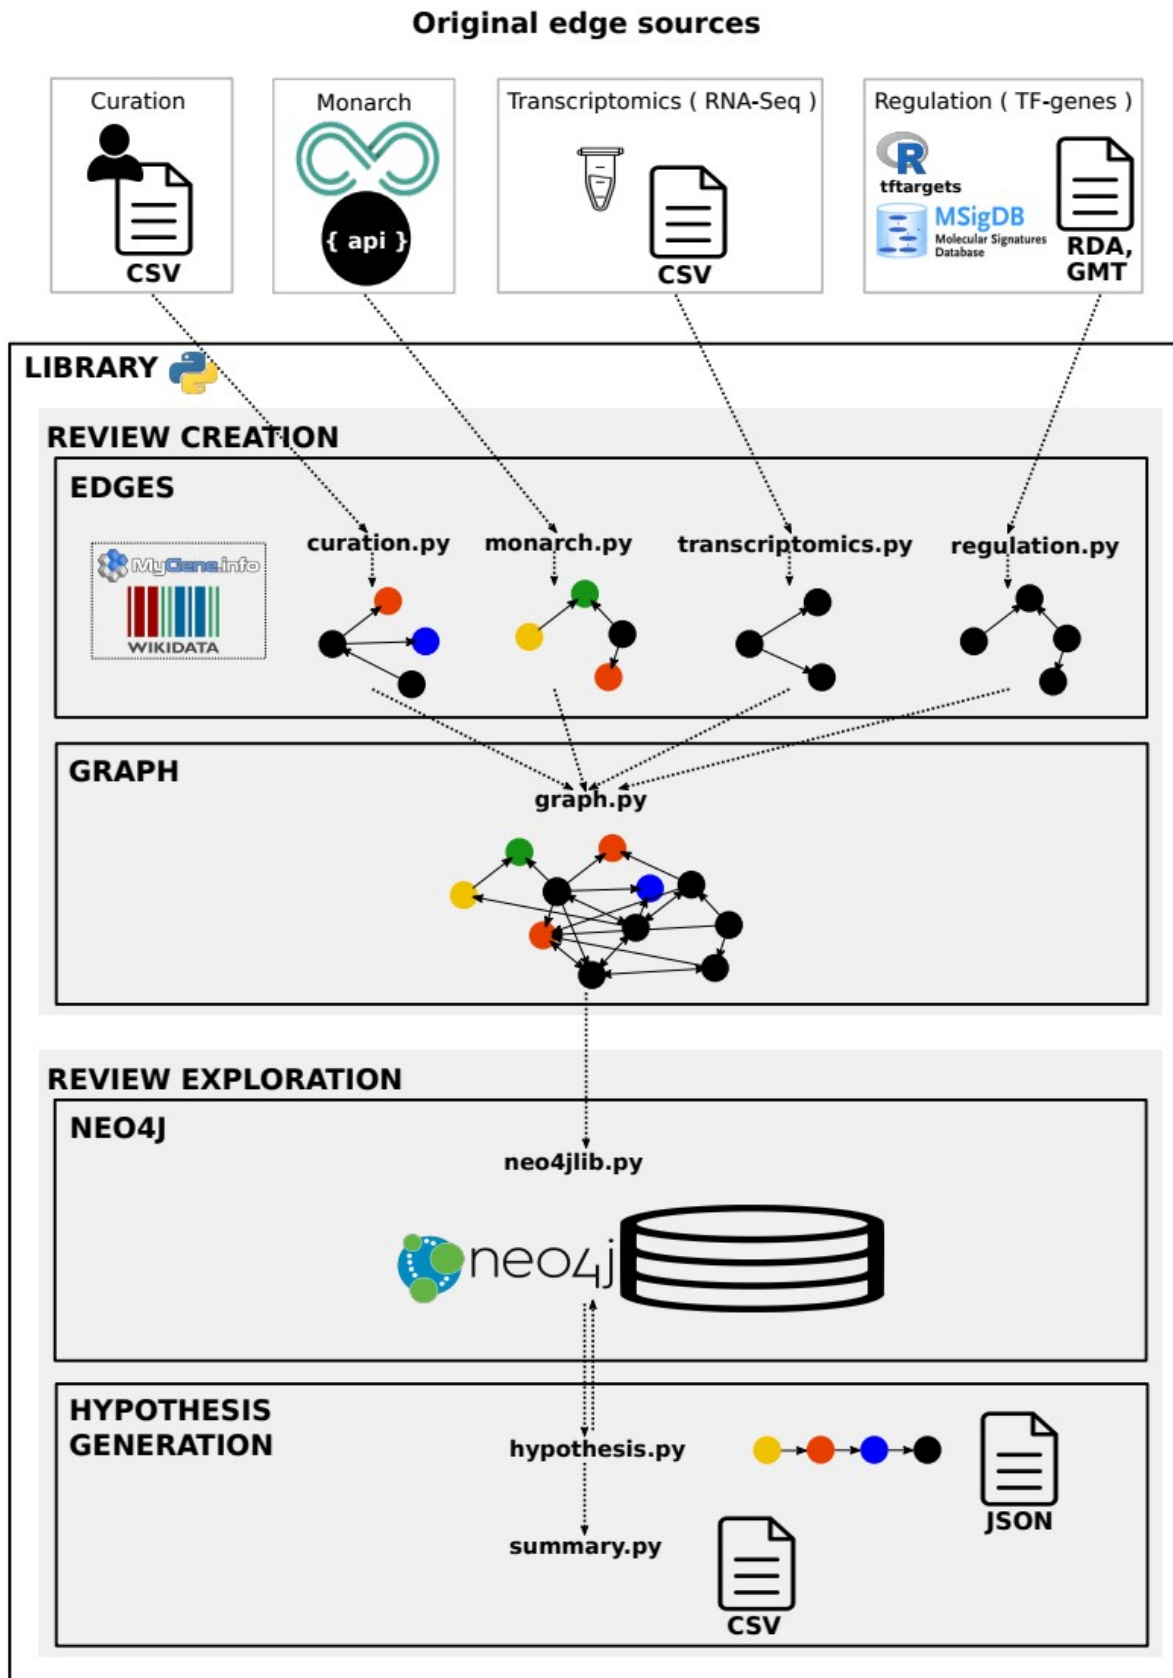 Original edge sources
Curation
CSV
Monarch
{ api }
Transcriptomics ( RNA-Seq )
CSV
Regulation ( TF-genes )
R
tftargets
MSigDB
Molecular Signatures
Database
RDA,
GMT
LIBRARY
REVIEW CREATION
EDGES
MyGene.info
WIKIDATA
curation.py
monarch.py
transcriptomics.py
regulation.py
GRAPH
graph.py
REVIEW EXPLORATION
NEO4J
neo4jlib.py
neo4j
HYPOTHESIS
GENERATION
hypothesis.py
JSON
summary.py
CSV